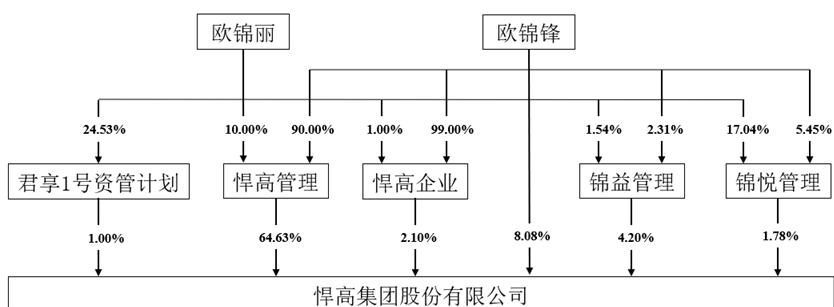 欧锦丽 欧锦锋
24.53% 10.00% 90.00% 1.00% 99.00% 1.54% 2.31% 17.04% 5.45%
君享1号资管计划 悍高管理 悍高企业 锦益管理 锦悦管理
1.00% 64.63% 2.10% 8.08% 4.20% 1.78%
悍高集团股份有限公司